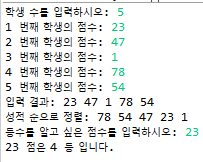 학생 수를 입력하시오: 5
1 번째 학생의 점수: 23
2 번째 학생의 점수: 47
3 번째 학생의 점수: 1
4 번째 학생의 점수: 78
5 번째 학생의 점수: 54
입력 결과: 23 47 1 78 54
성적 순으로 정렬: 78 54 47 23 1
등수를 알고 싶은 점수를 입력하시오: 23
23 점은 4 등 입니다.